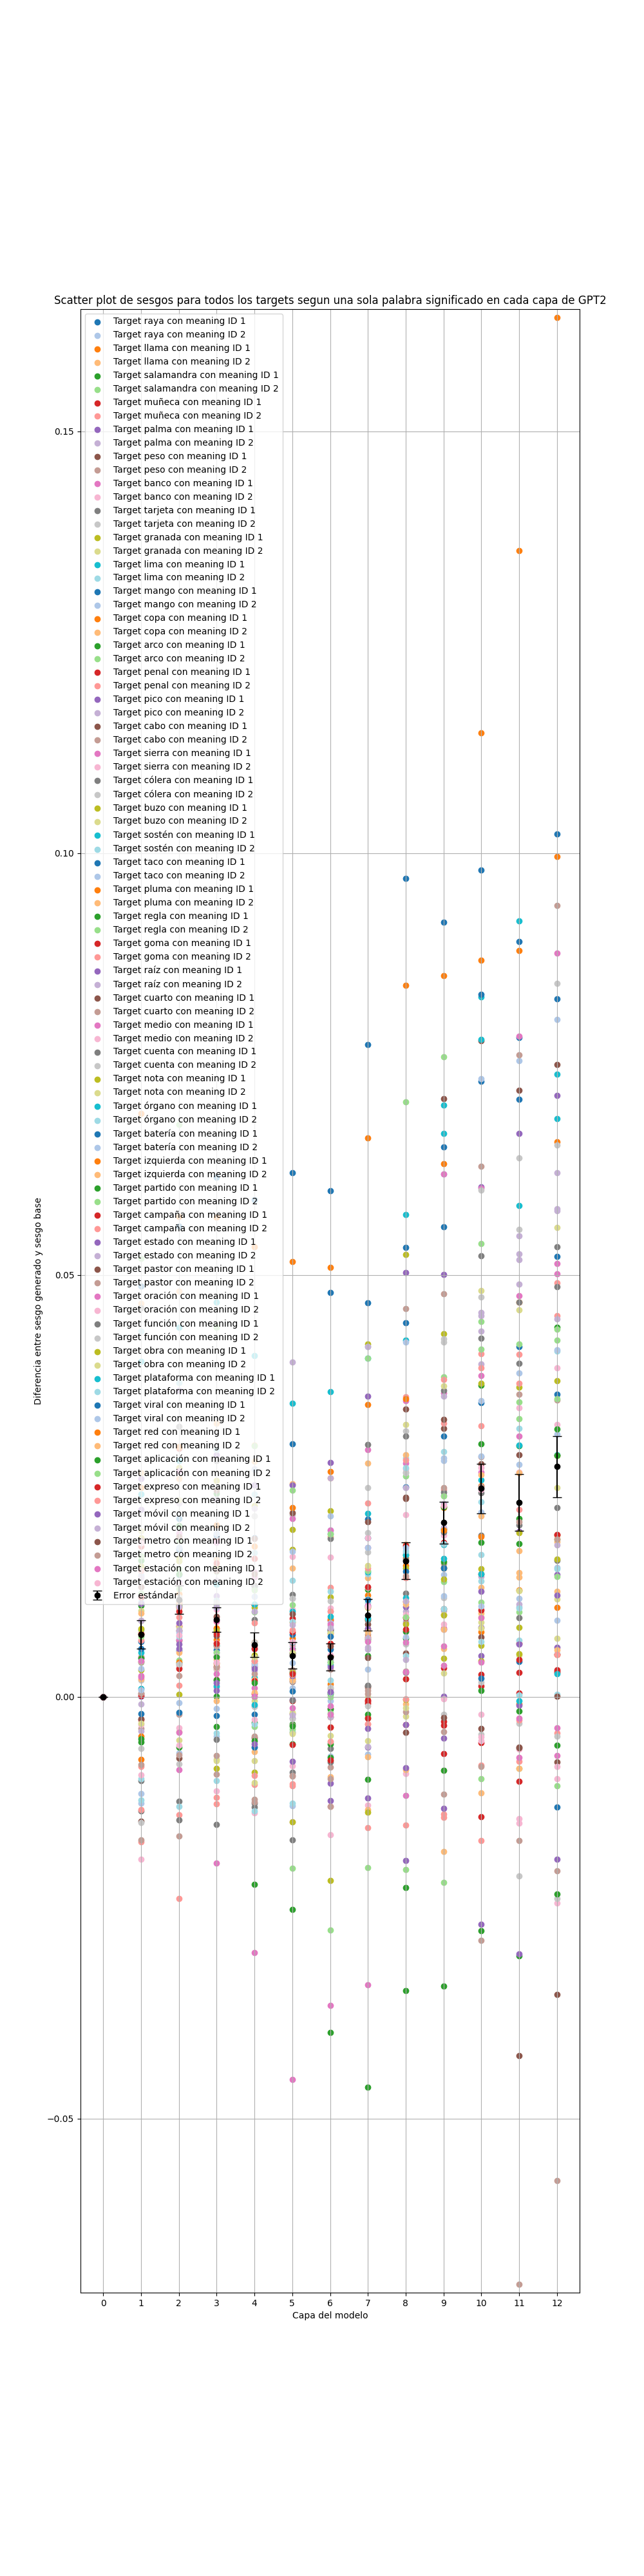 Scatter plot de sesgos para todos los targets segun una sola palabra significado en cada capa de GPT2
Target raya con meaning ID 1
Target raya con meaning ID 2
Target llama con meaning ID 1
Target llama con meaning ID 2
Target salamandra con meaning ID 1
Target salamandra con meaning ID 2
Target muñeca con meaning ID 1
Target muñeca con meaning ID 2
Target palma con meaning ID 1
Target palma con meaning ID 2
Target peso con meaning ID 1
Target peso con meaning ID 2
Target banco con meaning ID 1
Target banco con meaning ID 2
Target tarjeta con meaning ID 1
Target tarjeta con meaning ID 2
Target granada con meaning ID 1
Target granada con meaning ID 2
Target lima con meaning ID 1
Target lima con meaning ID 2
Target mango con meaning ID 1
Target mango con meaning ID 2
Target copa con meaning ID 1
Target copa con meaning ID 2
Target arco con meaning ID 1
Target arco con meaning ID 2
Target penal con meaning ID 1
Target penal con meaning ID 2
Target pico con meaning ID 1
Target pico con meaning ID 2
Target cabo con meaning ID 1
Target cabo con meaning ID 2
Target sierra con meaning ID 1
Target sierra con meaning ID 2
Target cólera con meaning ID 1
Target cólera con meaning ID 2
Target buzo con meaning ID 1
Target buzo con meaning ID 2
Target sostén con meaning ID 1
Target sostén con meaning ID 2
Target taco con meaning ID 1
Target taco con meaning ID 2
Target pluma con meaning ID 1
Target pluma con meaning ID 2
Target regla con meaning ID 1
Target regla con meaning ID 2
Target goma con meaning ID 1
Target goma con meaning ID 2
Target raíz con meaning ID 1
Target raíz con meaning ID 2
Target cuarto con meaning ID 1
Target cuarto con meaning ID 2
Target medio con meaning ID 1
Target medio con meaning ID 2
Target cuenta con meaning ID 1
Target cuenta con meaning ID 2
Target nota con meaning ID 1
Target nota con meaning ID 2
Target órgano con meaning ID 1
Target órgano con meaning ID 2
Target batería con meaning ID 1
Target batería con meaning ID 2
Target izquierda con meaning ID 1
Target izquierda con meaning ID 2
Target partido con meaning ID 1
Target partido con meaning ID 2
Target campaña con meaning ID 1
Target campaña con meaning ID 2
Target estado con meaning ID 1
Target estado con meaning ID 2
Target pastor con meaning ID 1
Target pastor con meaning ID 2
Target oración con meaning ID 1
Target oración con meaning ID 2
Target función con meaning ID 1
Target función con meaning ID 2
Target obra con meaning ID 1
Target obra con meaning ID 2
Target plataforma con meaning ID 1
Target plataforma con meaning ID 2
Target viral con meaning ID 1
Target viral con meaning ID 2
Target red con meaning ID 1
Target red con meaning ID 2
Target aplicación con meaning ID 1
Target aplicación con meaning ID 2
Target expreso con meaning ID 1
Target expreso con meaning ID 2
Target móvil con meaning ID 1
Target móvil con meaning ID 2
Target metro con meaning ID 1
Target metro con meaning ID 2
Target estación con meaning ID 1
Target estación con meaning ID 2
Error estándar
0.15
0.10
0.05
0.00
−0.05
Diferencia entre sesgo generado y sesgo base
0 1 2 3 4 5 6 7 8 9 10 11 12
Capa del modelo